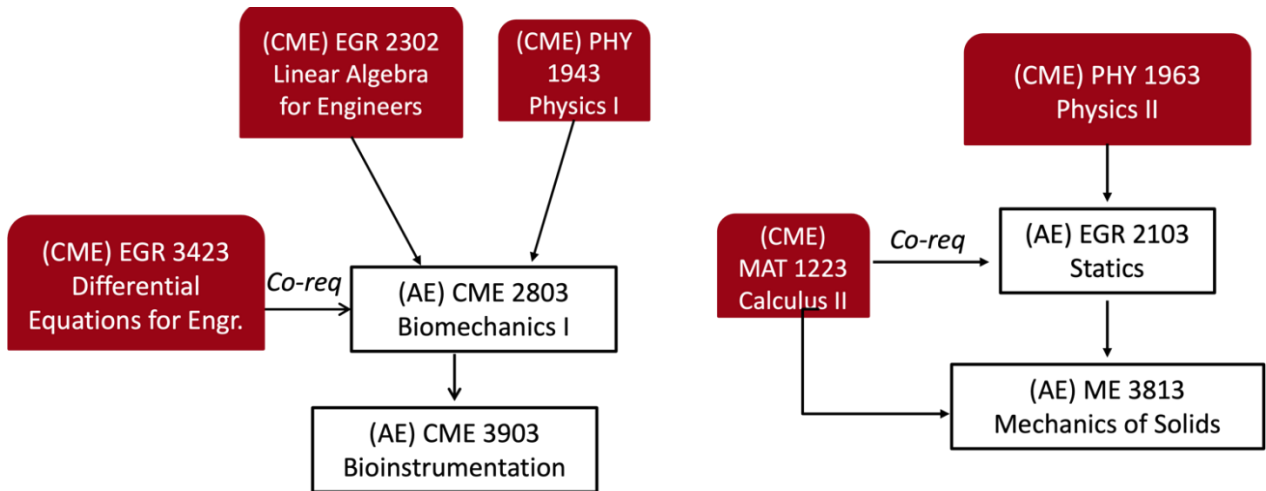 (CME) EGR 2302
Linear Algebra
for Engineers
(CME) PHY
1943
Physics I
(CME) EGR 3423
Differential
Equations for Engr.
Co-req
(AE) CME 2803
Biomechanics I
(AE) CME 3903
Bioinstrumentation
(CME) PHY 1963
Physics II
(CME)
MAT 1223
Calculus II
Co-req
(AE) EGR 2103
Statics
(AE) ME 3813
Mechanics of Solids